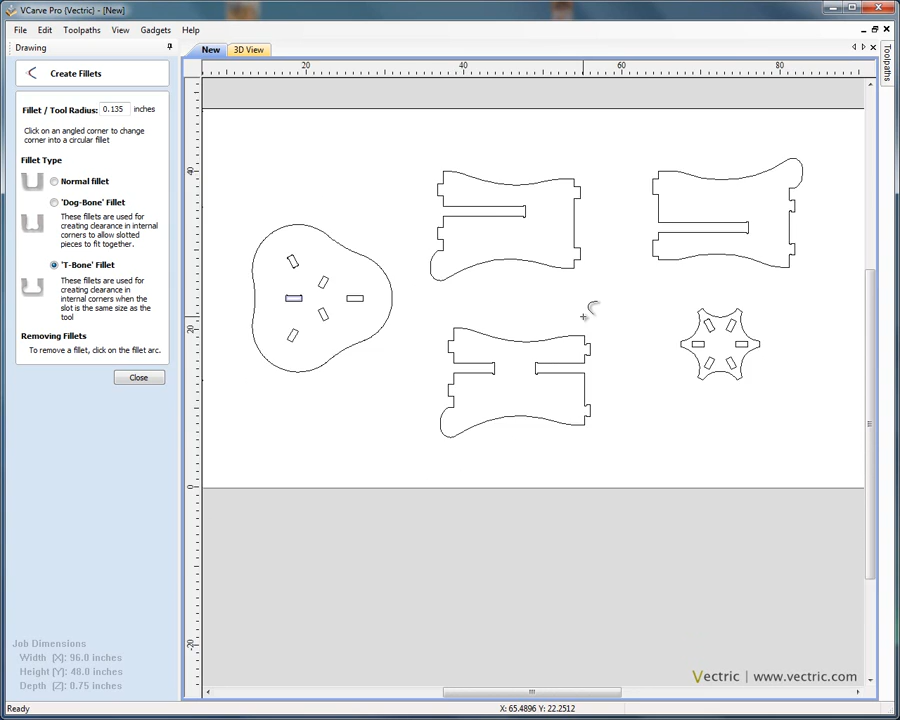 VCarve Pro {Vectric} - [New]
File Edit Toolpaths View Gadgets Help
Drawing
New 3D View
Toolpaths
Create Fillets
Fillet / Tool Radius: 0.135 inches
Click on an angled corner to change
corner into a circular fillet
Fillet Type
Normal fillet
'Dog-Bone' Fillet
These fillets are used for
creating clearance in internal
corners to allow slotted
pieces to fit together.
'T-Bone' Fillet
These fillets are used for
creating clearance in internal
corners when the slot is the
same size as the
tool
Removing Fillets
To remove a fillet, click on the fillet arc.
Close
20 40 60 80
40
20
0
-20
Job Dimensions
Width (X): 96.0 inches
Height (Y): 48.0 inches
Depth (Z): 0.75 inches
Vectric | www.vectric.com
Ready
X: 65.4896 Y: 22.2512